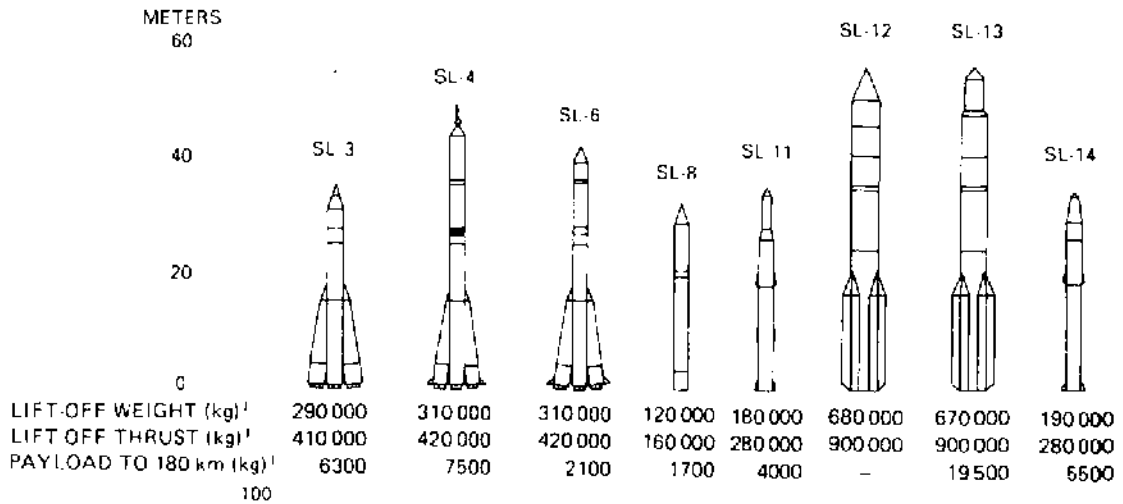 METERS
60
SL-12 SL-13
SL-4
SL-6
40
SL-3 SL-11 SL-14
SL-8
20
0
LIFT-OFF WEIGHT (kg)¹ 290 000 310 000 310 000 120 000 180 000 680 000 670 000 190 000
LIFT OFF THRUST (kg)¹ 410 000 420 000 420 000 160 000 280 000 900 000 900 000 280 000
PAYLOAD TO 180 km (kg)¹ 6300 7500 2100 1700 4000 – 19 500 5500
100